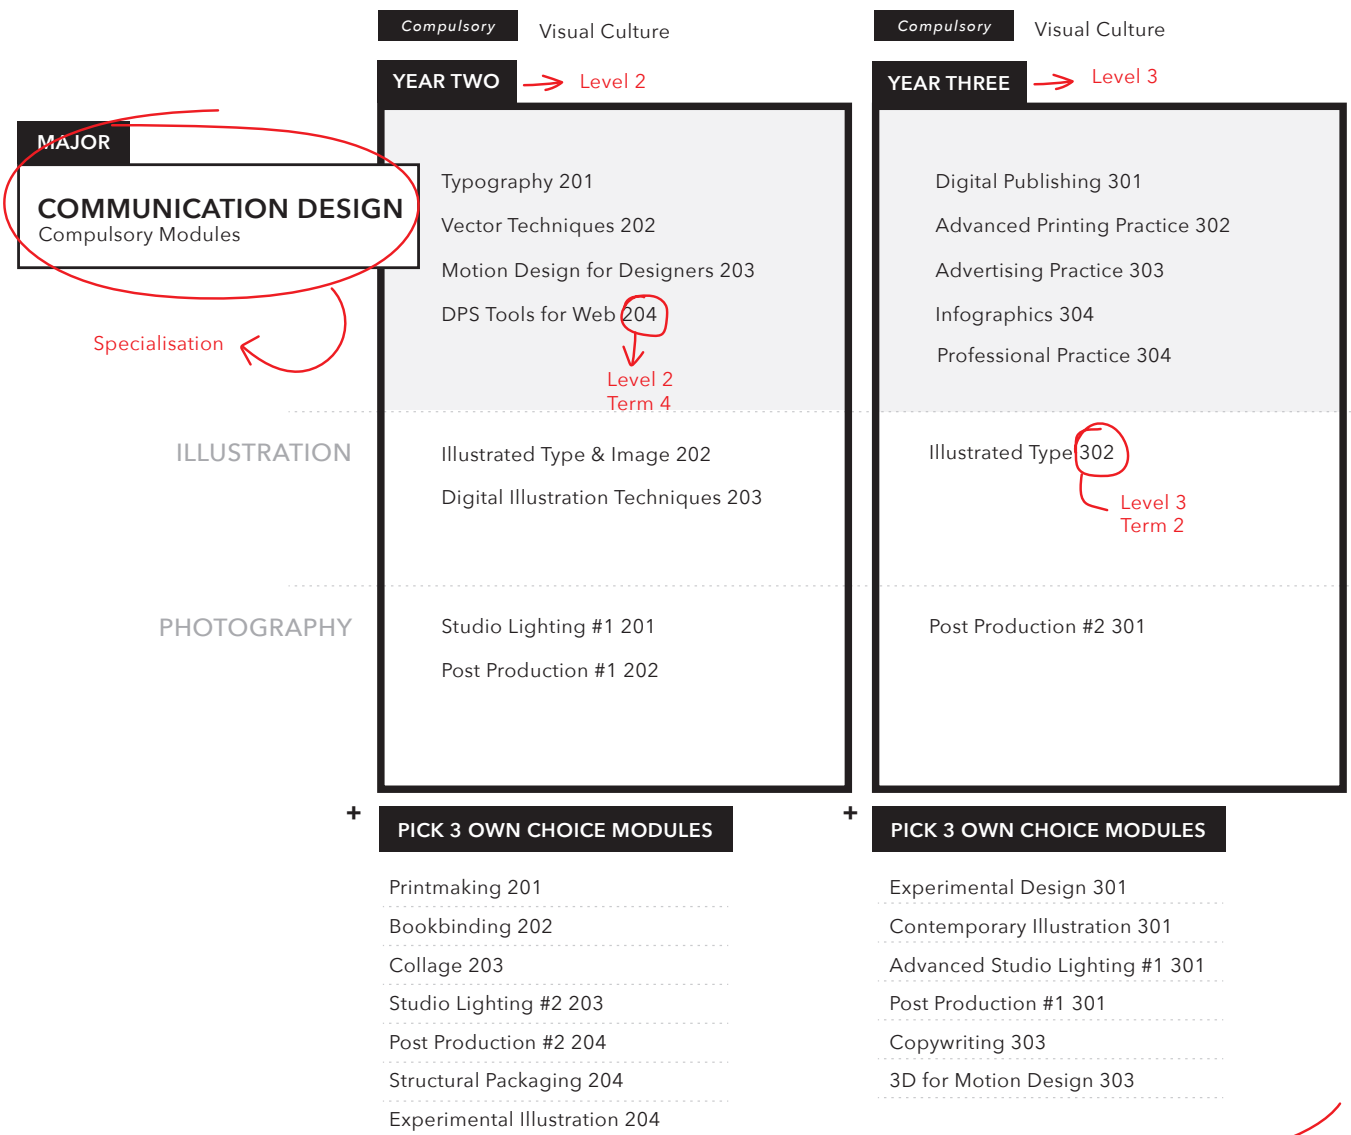 Compulsory Visual Culture
Compulsory Visual Culture
YEAR TWO Level 2
YEAR THREE Level 3
MAJOR
COMMUNICATION DESIGN
Compulsory Modules
Specialisation
Typography 201
Vector Techniques 202
Motion Design for Designers 203
DPS Tools for Web 204
Level 2
Term 4
Digital Publishing 301
Advanced Printing Practice 302
Advertising Practice 303
Infographics 304
Professional Practice 304
ILLUSTRATION
Illustrated Type & Image 202
Digital Illustration Techniques 203
Illustrated Type 302
Level 3
Term 2
PHOTOGRAPHY
Studio Lighting #1 201
Post Production #1 202
Post Production #2 301
+ PICK 3 OWN CHOICE MODULES
Printmaking 201
Bookbinding 202
Collage 203
Studio Lighting #2 203
Post Production #2 204
Structural Packaging 204
Experimental Illustration 204
+ PICK 3 OWN CHOICE MODULES
Experimental Design 301
Contemporary Illustration 301
Advanced Studio Lighting #1 301
Post Production #1 301
Copywriting 303
3D for Motion Design 303